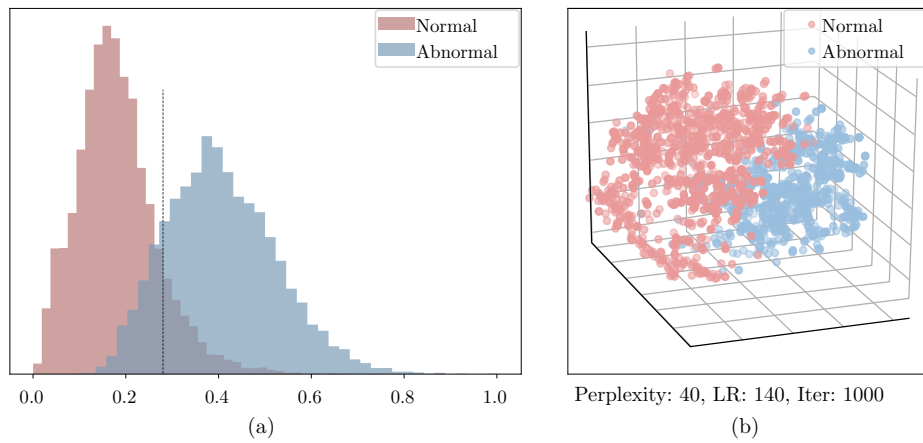 Normal
Abnormal
0.0 0.2 0.4 0.6 0.8 1.0
(a)
Normal
Abnormal
Perplexity: 40, LR: 140, Iter: 1000
(b)